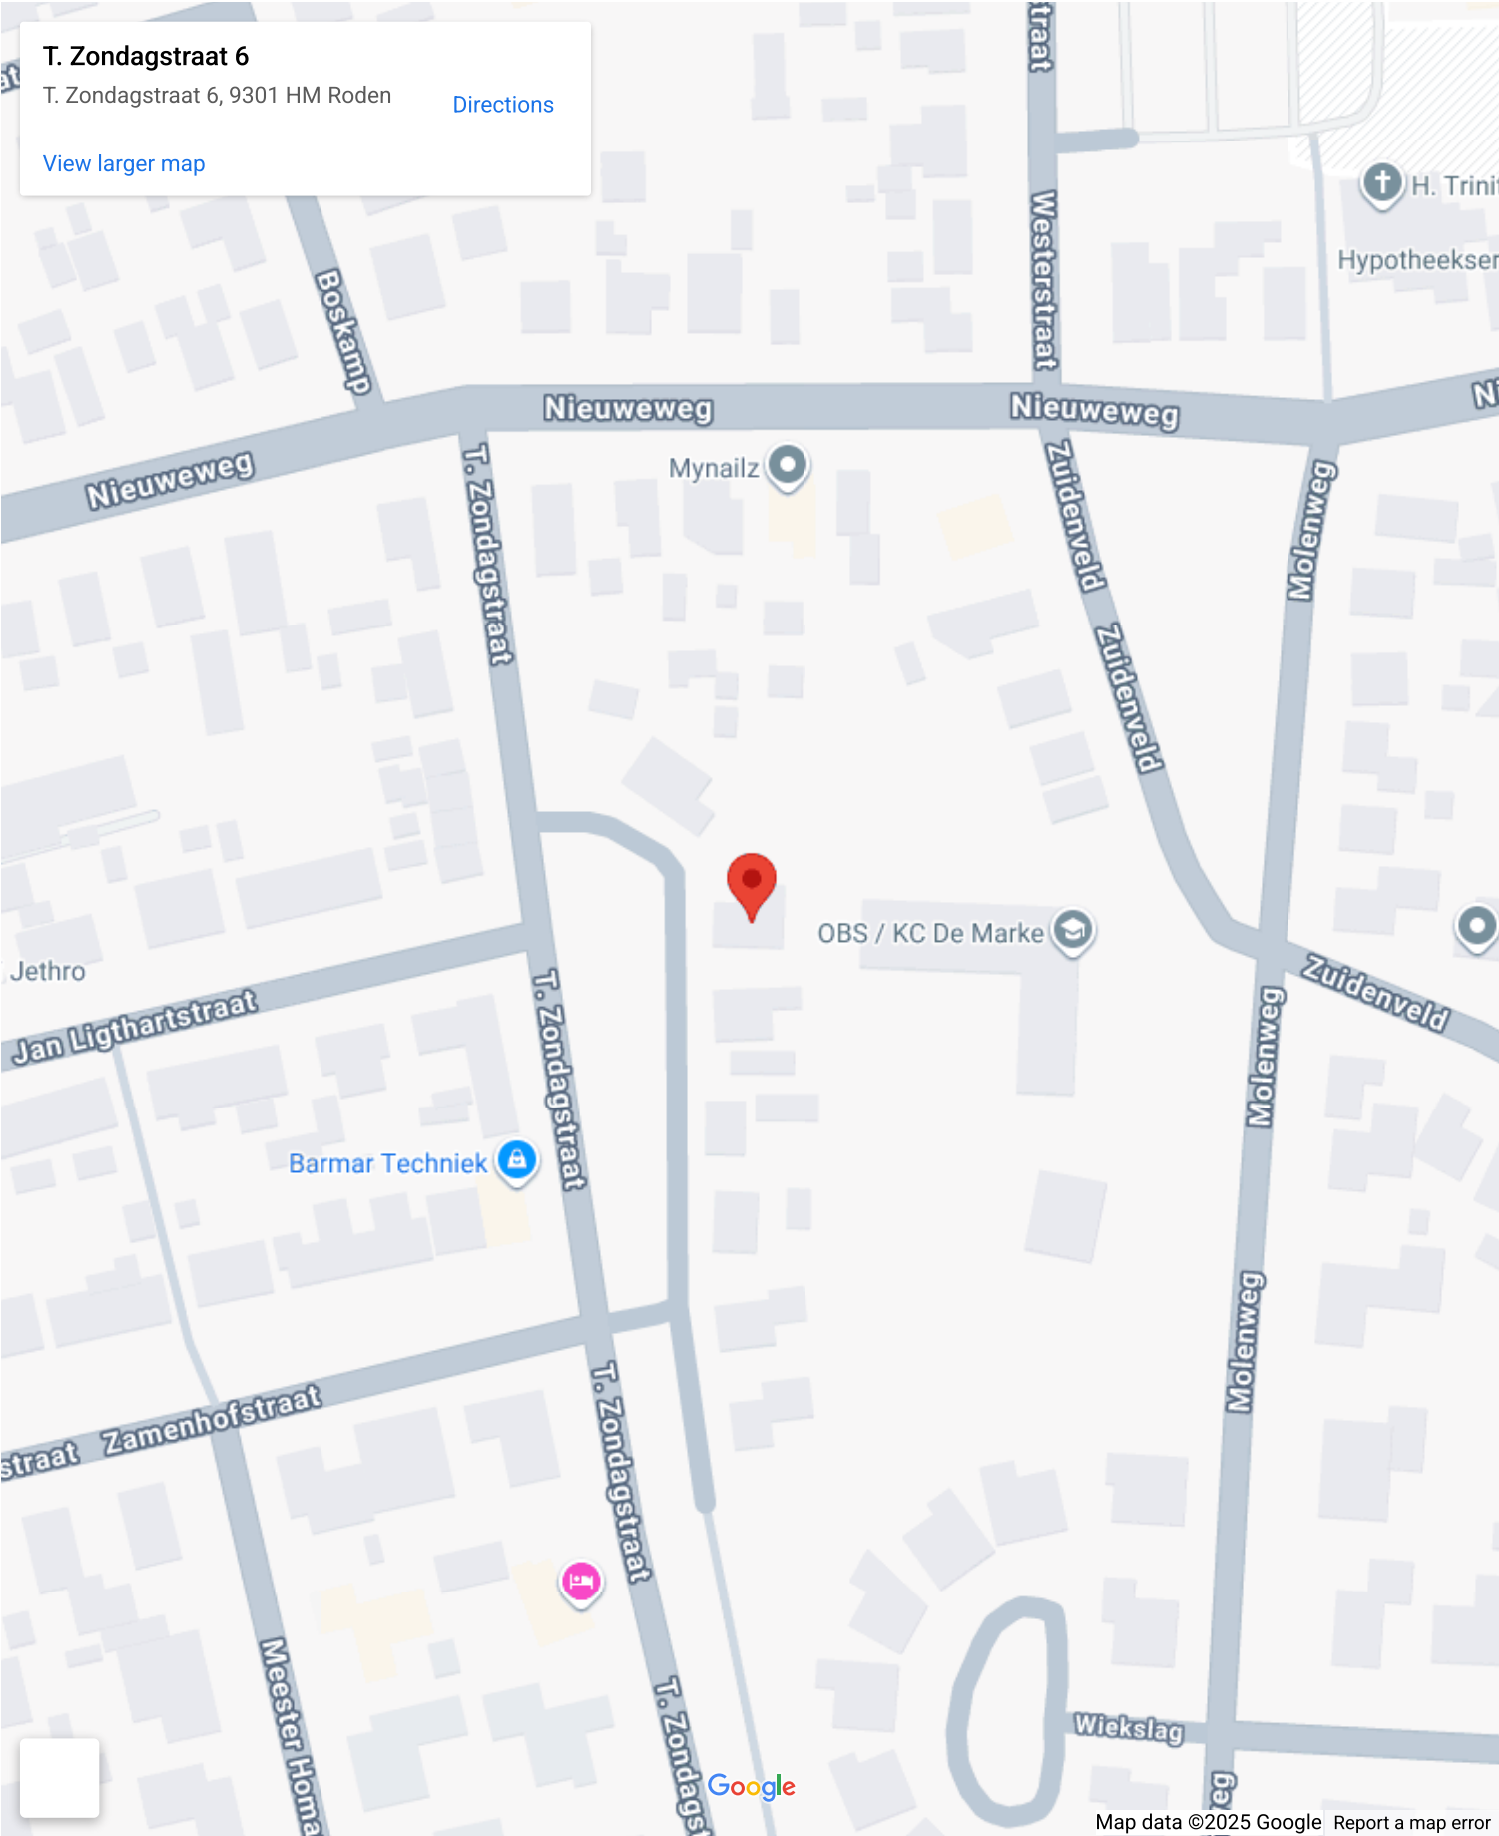 T. Zondagstraat 6
T. Zondagstraat 6, 9301 HM Roden
Directions
View larger map
Westerstraat
H. Trinit
Hypotheekser
Boskamp
Nieuweweg
Nieuweweg
Nieuweweg
Mynailz
T. Zondagstraat
Zuidenveld
Molenweg
Zuidenveld
OBS / KC De Marke
Jethro
Zuidenveld
Jan Ligthartstraat
T. Zondagstraat
Molenweg
Barmar Techniek
Molenweg
Zamenhofstraat
straat
T. Zondagstraat
Meester Homa
T. Zondagst
Wiekslag
Google
Map data ©2025 Google
Report a map error